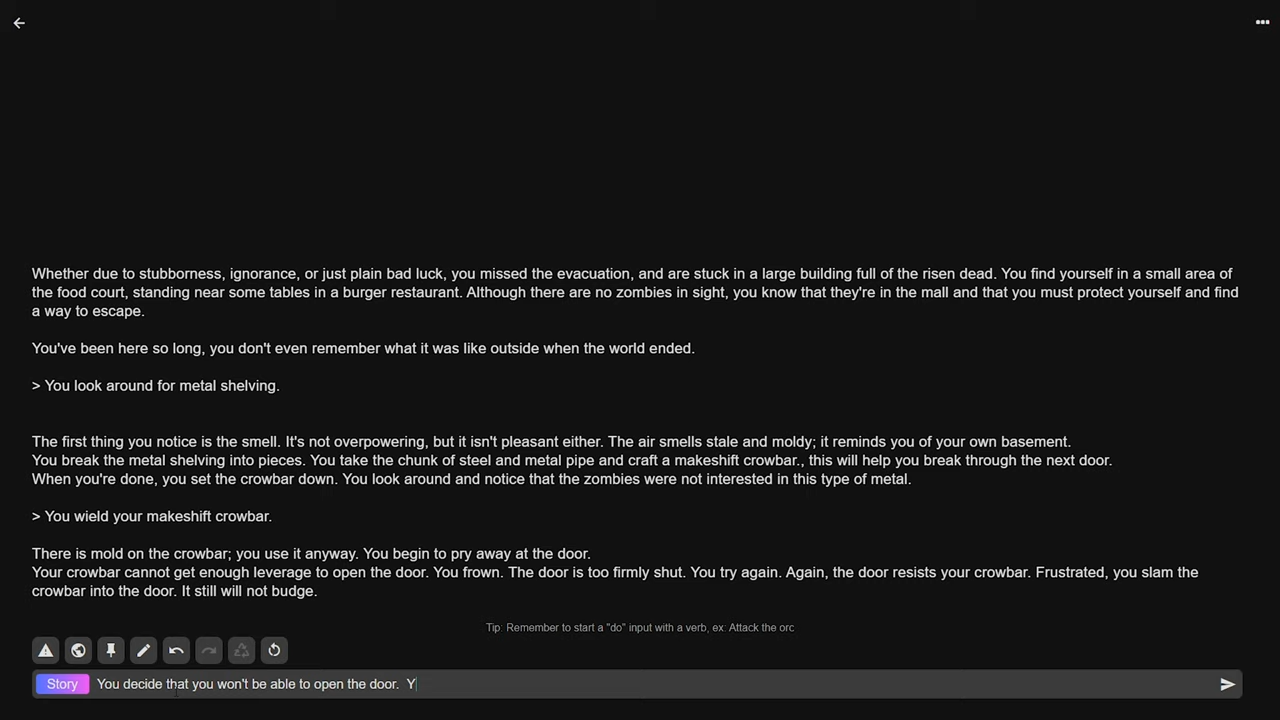 Whether due to stubborness, ignorance, or just plain bad luck, you missed the evacuation, and are stuck in a large building full of the risen dead. You find yourself in a small area of
the food court, standing near some tables in a burger restaurant. Although there are no zombies in sight, you know that they're in the mall and that you must protect yourself and find
a way to escape.
You've been here so long, you don't even remember what it was like outside when the world ended.
> You look around for metal shelving.
The first thing you notice is the smell. It's not overpowering, but it isn't pleasant either. The air smells stale and moldy; it reminds you of your own basement.
You break the metal shelving into pieces. You take the chunk of steel and metal pipe and craft a makeshift crowbar., this will help you break through the next door.
When you're done, you set the crowbar down. You look around and notice that the zombies were not interested in this type of metal.
> You wield your makeshift crowbar.
There is mold on the crowbar; you use it anyway. You begin to pry away at the door.
Your crowbar cannot get enough leverage to open the door. You frown. The door is too firmly shut. You try again. Again, the door resists your crowbar. Frustrated, you slam the
crowbar into the door. It still will not budge.
Tip: Remember to start a "do" input with a verb, ex: Attack the orc
Story You decide that you won't be able to open the door.  Y